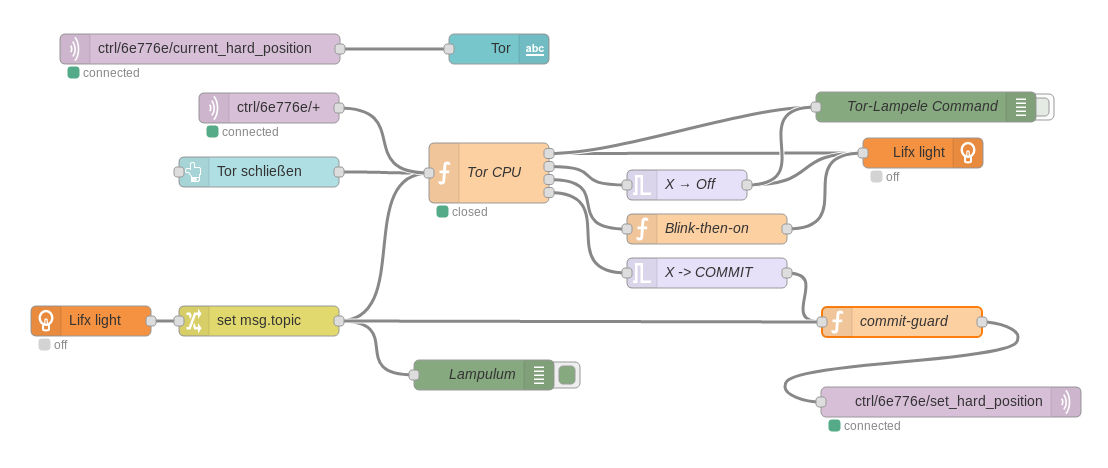 ctrl/6e776e/current_hard_position
Tor
abc
connected
ctrl/6e776e/+
Tor-Lampele Command
connected
Lifx light
Tor schließen
Tor CPU
off
X → Off
closed
Blink-then-on
X -> COMMIT
Lifx light
set msg.topic
commit-guard
off
Lampulum
ctrl/6e776e/set_hard_position
connected